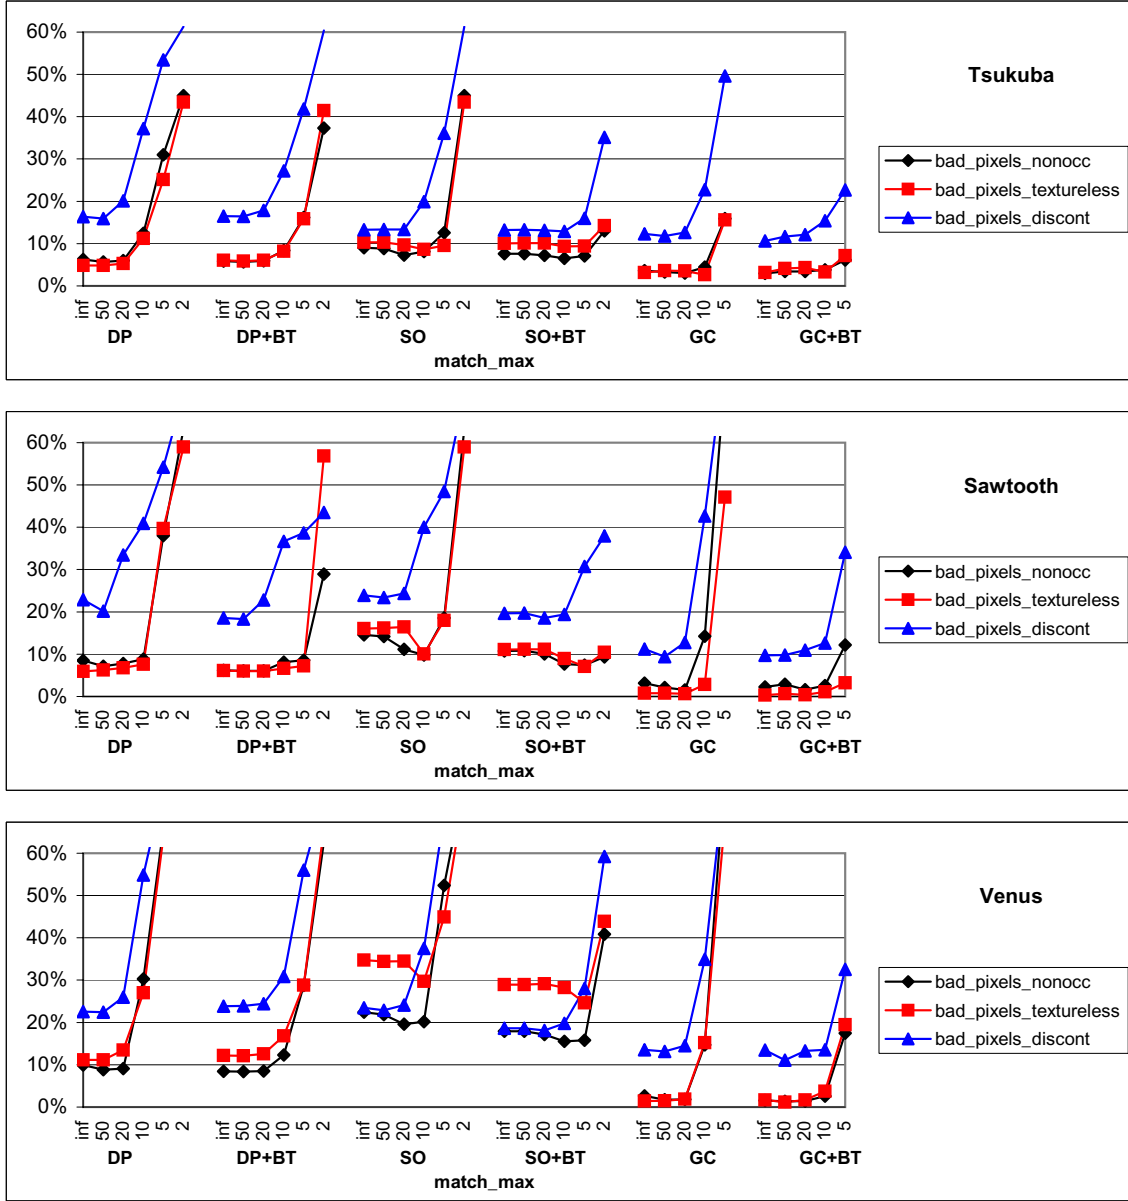 60%
50%
40%
30%
20%
10%
0%
inf 50 20 10 5 2 inf 50 20 10 5 2 inf 50 20 10 5 2 inf 50 20 10 5 2 inf 50 20 10 5 inf 50 20 10 5
DP DP+BT SO SO+BT GC GC+BT
match_max
Tsukuba
bad_pixels_nonocc
bad_pixels_textureless
bad_pixels_discont
60%
50%
40%
30%
20%
10%
0%
inf 50 20 10 5 2 inf 50 20 10 5 2 inf 50 20 10 5 2 inf 50 20 10 5 2 inf 50 20 10 5 inf 50 20 10 5
DP DP+BT SO SO+BT GC GC+BT
match_max
Sawtooth
bad_pixels_nonocc
bad_pixels_textureless
bad_pixels_discont
60%
50%
40%
30%
20%
10%
0%
inf 50 20 10 5 2 inf 50 20 10 5 2 inf 50 20 10 5 2 inf 50 20 10 5 2 inf 50 20 10 5 inf 50 20 10 5
DP DP+BT SO SO+BT GC GC+BT
match_max
Venus
bad_pixels_nonocc
bad_pixels_textureless
bad_pixels_discont